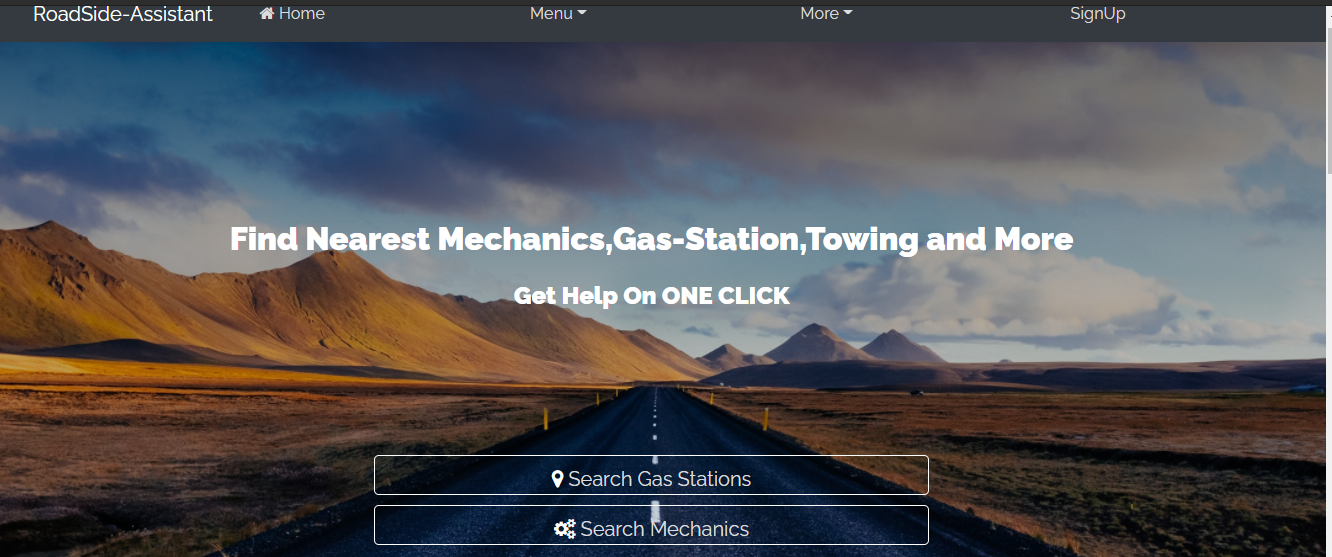 RoadSide-Assistant Home Menu More SignUp
Find Nearest Mechanics,Gas-Station,Towing and More
Get Help On ONE CLICK
Search Gas Stations
Search Mechanics